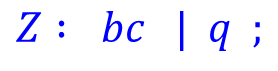 Z : bc | q ;